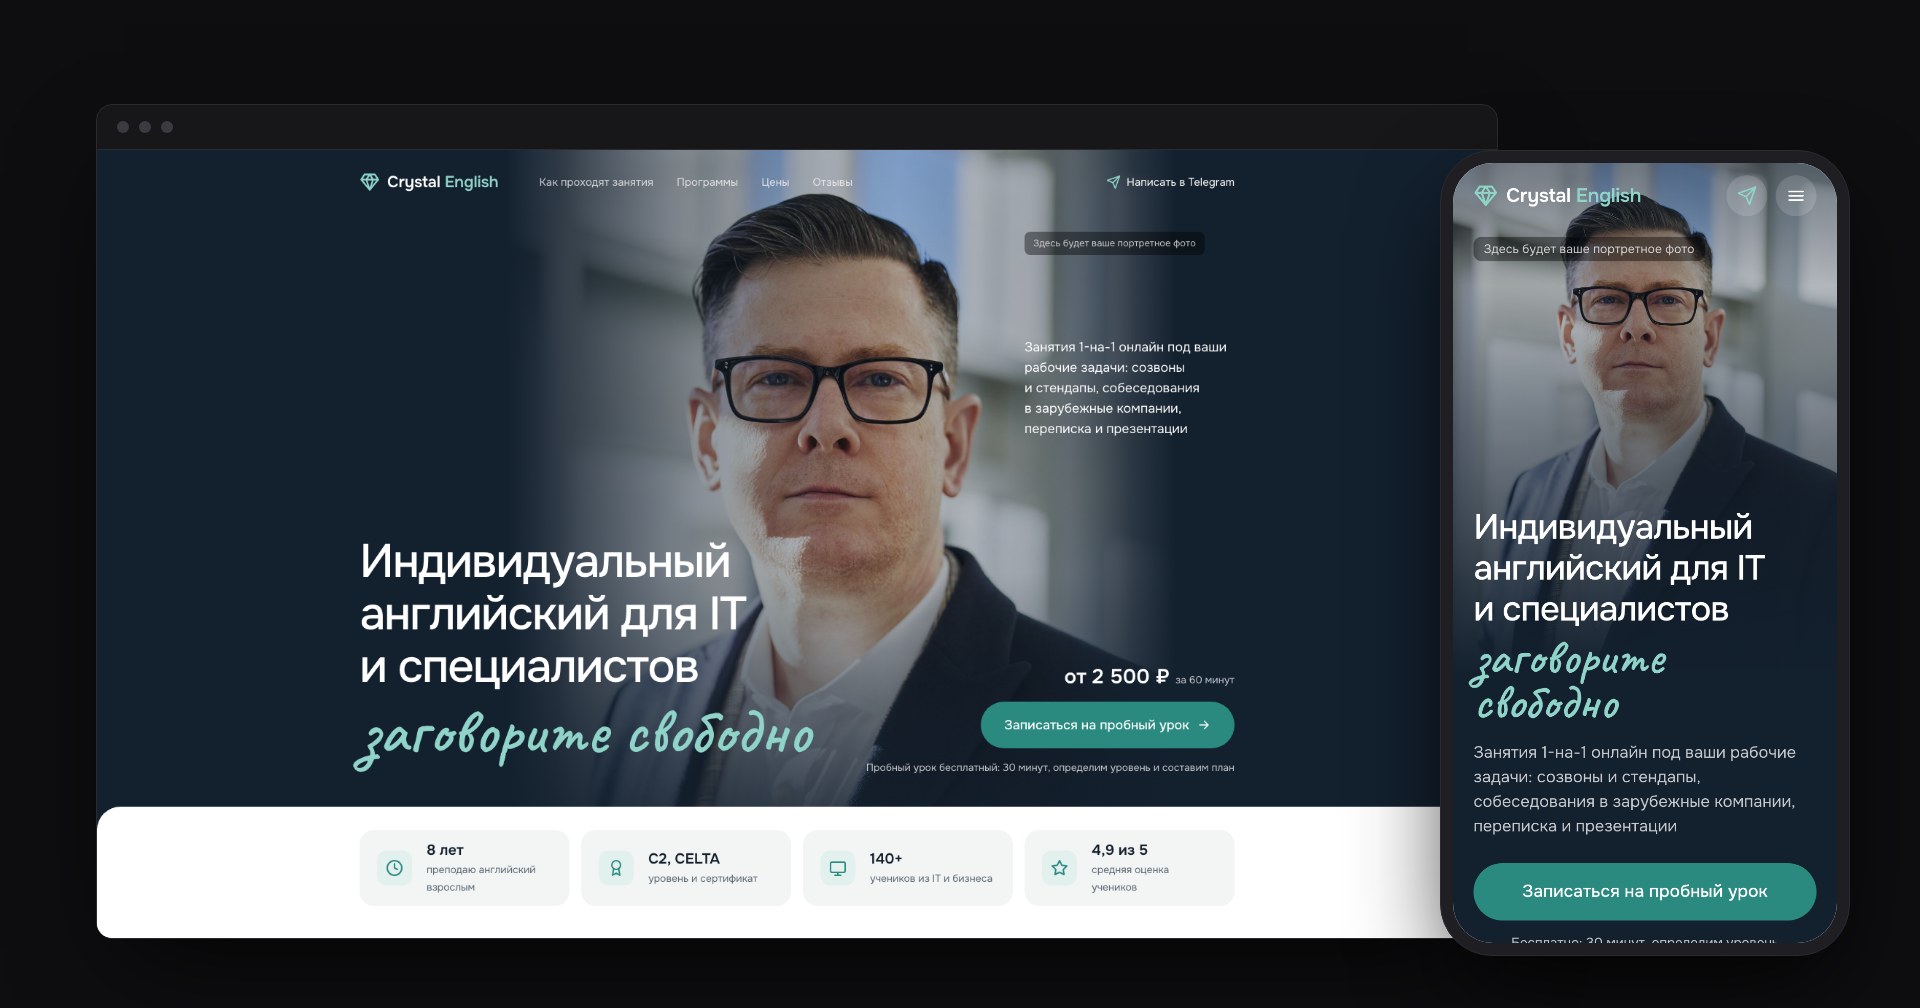 Crystal English
Как проходят занятия
Программы
Цены
Отзывы
Написать в Telegram
Здесь будет ваше портретное фото
Занятия 1-на-1 онлайн под ваши
рабочие задачи: созвоны
и стендапы, собеседования
в зарубежные компании,
переписка и презентации
Индивидуальный
английский для IT
и специалистов
заговорите свободно
от 2 500 ₽ за 60 минут
Записаться на пробный урок →
Пробный урок бесплатный: 30 минут, определим уровень и составим план
8 лет
преподаю английский
взрослым
C2, CELTA
уровень и сертификат
140+
учеников из IT и бизнеса
4,9 из 5
средняя оценка
учеников
Crystal English
Здесь будет ваше портретное фото
Индивидуальный
английский для IT
и специалистов
заговорите
свободно
Занятия 1-на-1 онлайн под ваши рабочие
задачи: созвоны и стендапы,
собеседования в зарубежные компании,
переписка и презентации
Записаться на пробный урок
Бесплатно: 30 минут, определим уровень